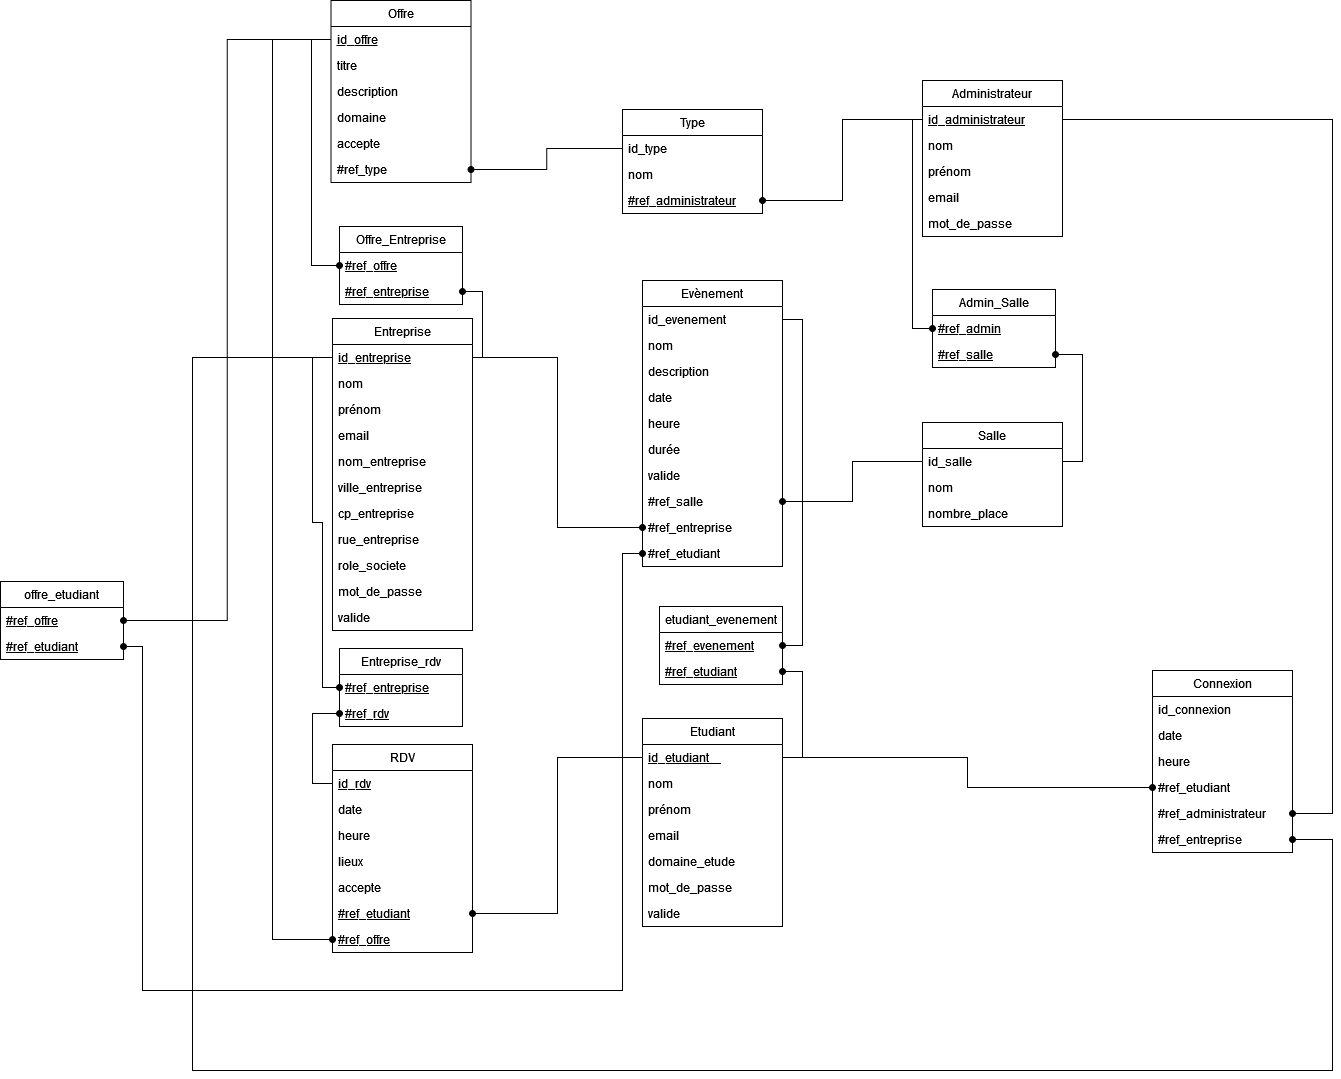 Offre
id_offre
titre
description
domaine
accepte
#ref_type
Type
id_type
nom
#ref_administrateur
Administrateur
id_administrateur
nom
prénom
email
mot_de_passe
Offre_Entreprise
#ref_offre
#ref_entreprise
Entreprise
id_entreprise
nom
prénom
email
nom_entreprise
ville_entreprise
cp_entreprise
rue_entreprise
role_societe
mot_de_passe
valide
Evènement
id_evenement
nom
description
date
heure
durée
valide
#ref_salle
#ref_entreprise
#ref_etudiant
Admin_Salle
#ref_admin
#ref_salle
Salle
id_salle
nom
nombre_place
offre_etudiant
#ref_offre
#ref_etudiant
etudiant_evenement
#ref_evenement
#ref_etudiant
Entreprise_rdv
#ref_entreprise
#ref_rdv
RDV
id_rdv
date
heure
lieux
accepte
#ref_etudiant
#ref_offre
Etudiant
id_etudiant
nom
prénom
email
domaine_etude
mot_de_passe
valide
Connexion
id_connexion
date
heure
#ref_etudiant
#ref_administrateur
#ref_entreprise